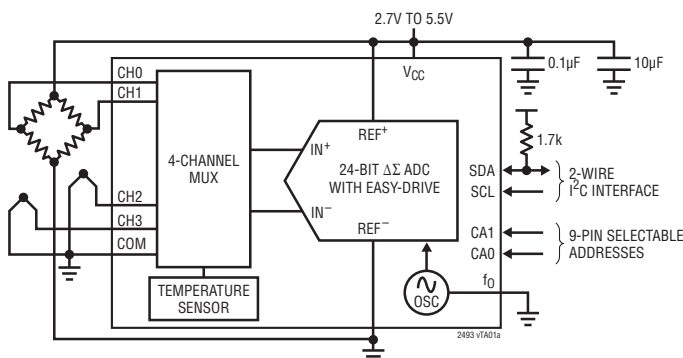 2.7V TO 5.5V
0.1µF
10µF
VCC
CH0
CH1
REF+
1.7k
4-CHANNEL
MUX
IN+
24-BIT ΔΣ ADC
WITH EASY-DRIVE
SDA
SCL
2-WIRE
I2C INTERFACE
CH2
IN−
CH3
REF−
CA1
CA0
9-PIN SELECTABLE
ADDRESSES
COM
fO
TEMPERATURE
SENSOR
OSC
2493 vTA01a